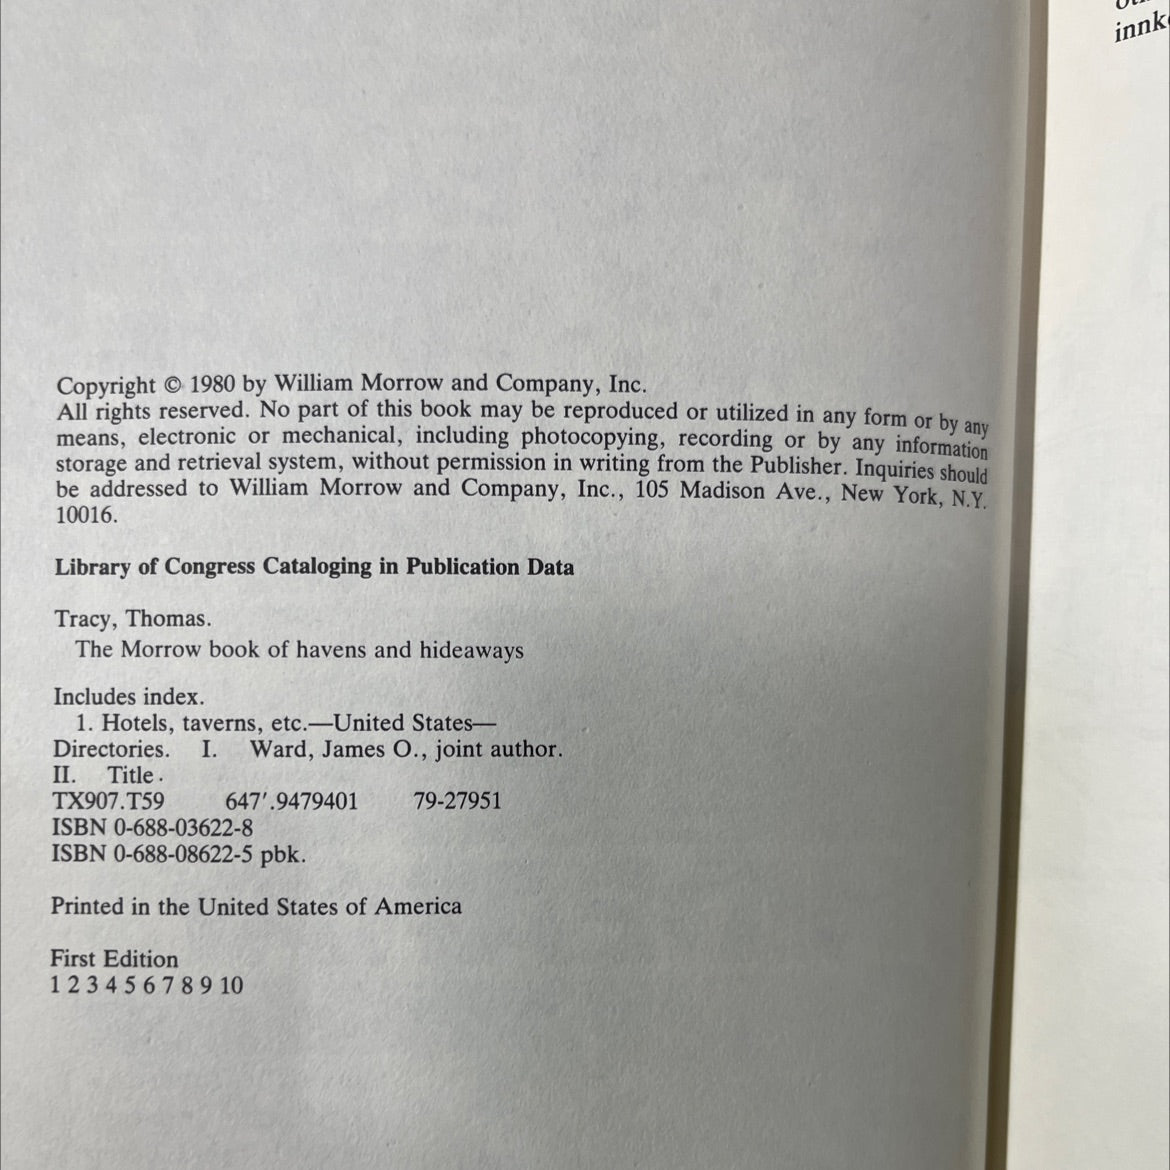 Copyright © 1980 by William Morrow and Company, Inc.
All rights reserved. No part of this book may be reproduced or utilized in any form or by any
means, electronic or mechanical, including photocopying, recording or by any information
storage and retrieval system, without permission in writing from the Publisher. Inquiries should
be addressed to William Morrow and Company, Inc., 105 Madison Ave., New York, N.Y.
10016.
Library of Congress Cataloging in Publication Data
Tracy, Thomas.
The Morrow book of havens and hideaways
Includes index.
1. Hotels, taverns, etc.—United States—
Directories. I. Ward, James O., joint author.
II. Title.
TX907.T59 647′.9479401 79-27951
ISBN 0-688-03622-8
ISBN 0-688-08622-5 pbk.
Printed in the United States of America
First Edition
1 2 3 4 5 6 7 8 9 10